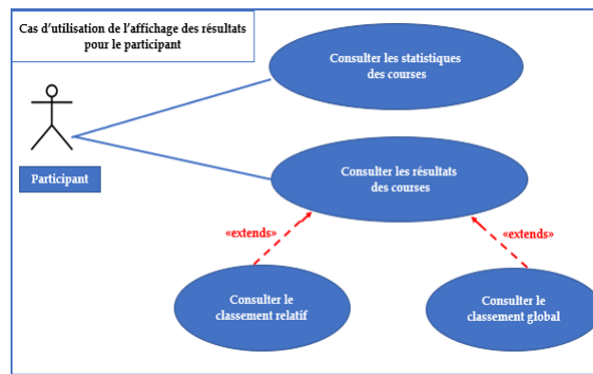 Cas d'utilisation de l'affichage des résultats
pour le participant
Consulter les statistiques
des courses
Participant
Consulter les résultats
des courses
«extends»
«extends»
Consulter le
classement relatif
Consulter le
classement global